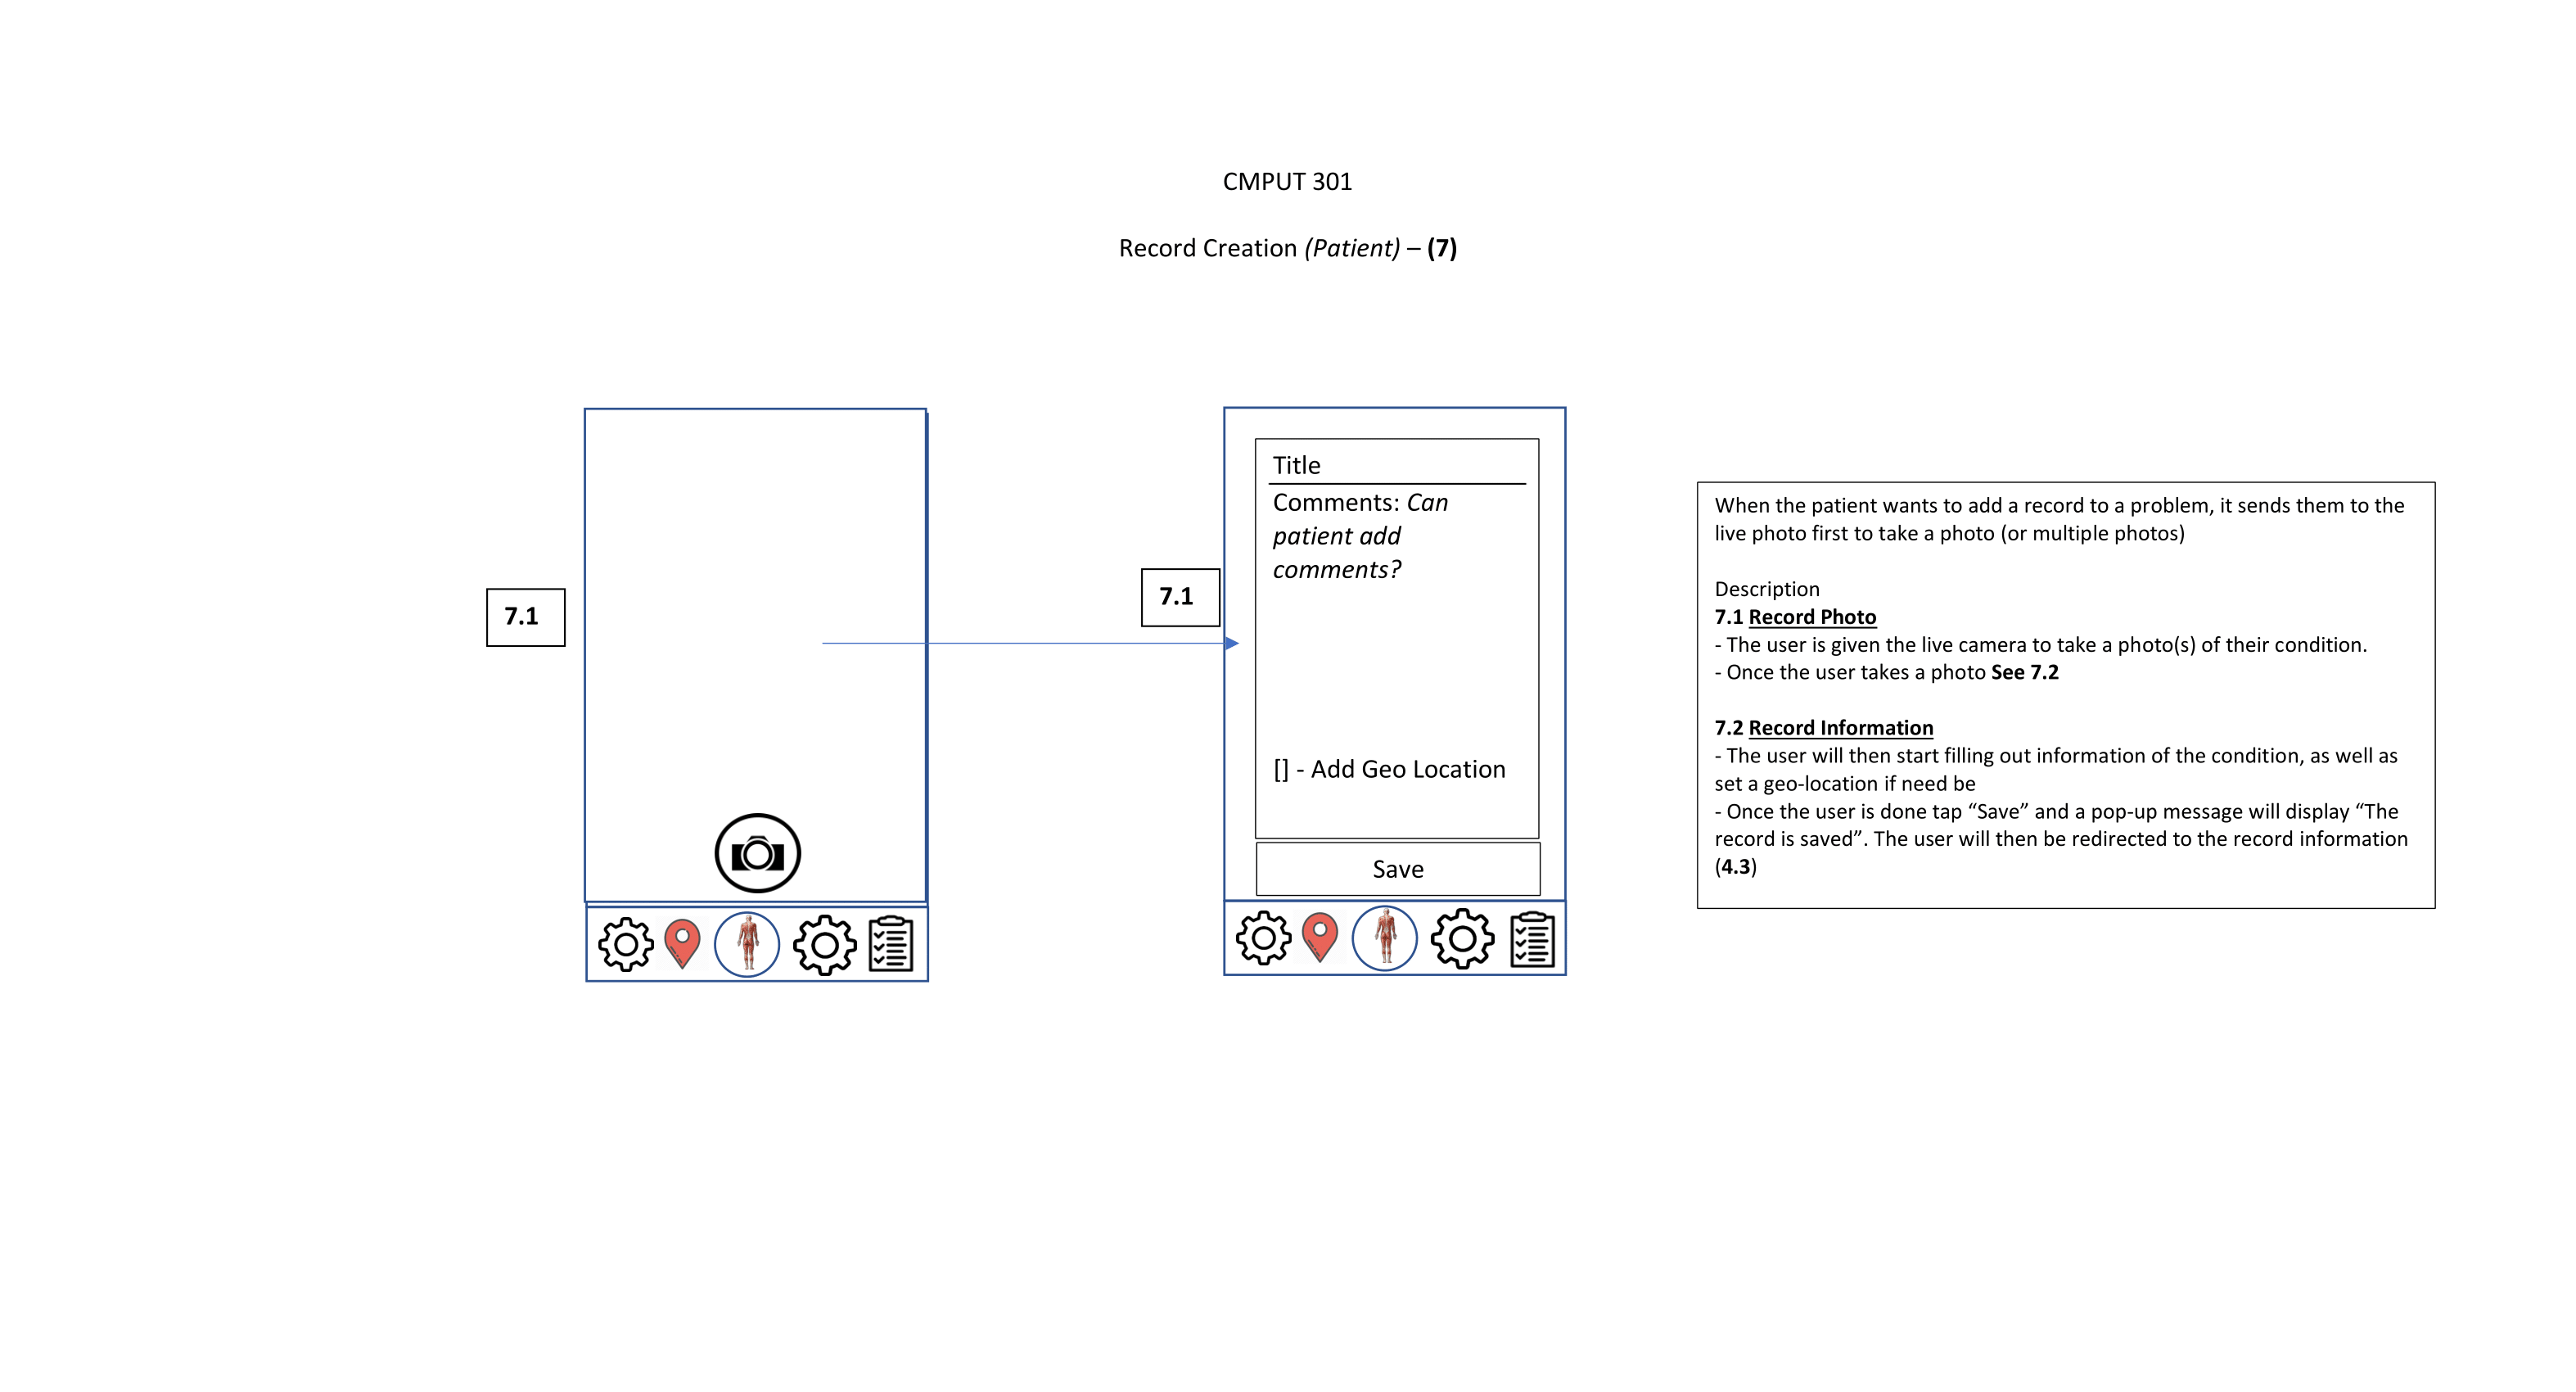 CMPUT 301
Record Creation (Patient) – (7)
7.1
7.1
Title
Comments: Can
patient add
comments?
[] - Add Geo Location
Save
When the patient wants to add a record to a problem, it sends them to the
live photo first to take a photo (or multiple photos)
Description
7.1 Record Photo
- The user is given the live camera to take a photo(s) of their condition.
- Once the user takes a photo See 7.2
7.2 Record Information
- The user will then start filling out information of the condition, as well as
set a geo-location if need be
- Once the user is done tap “Save” and a pop-up message will display “The
record is saved”. The user will then be redirected to the record information
(4.3)